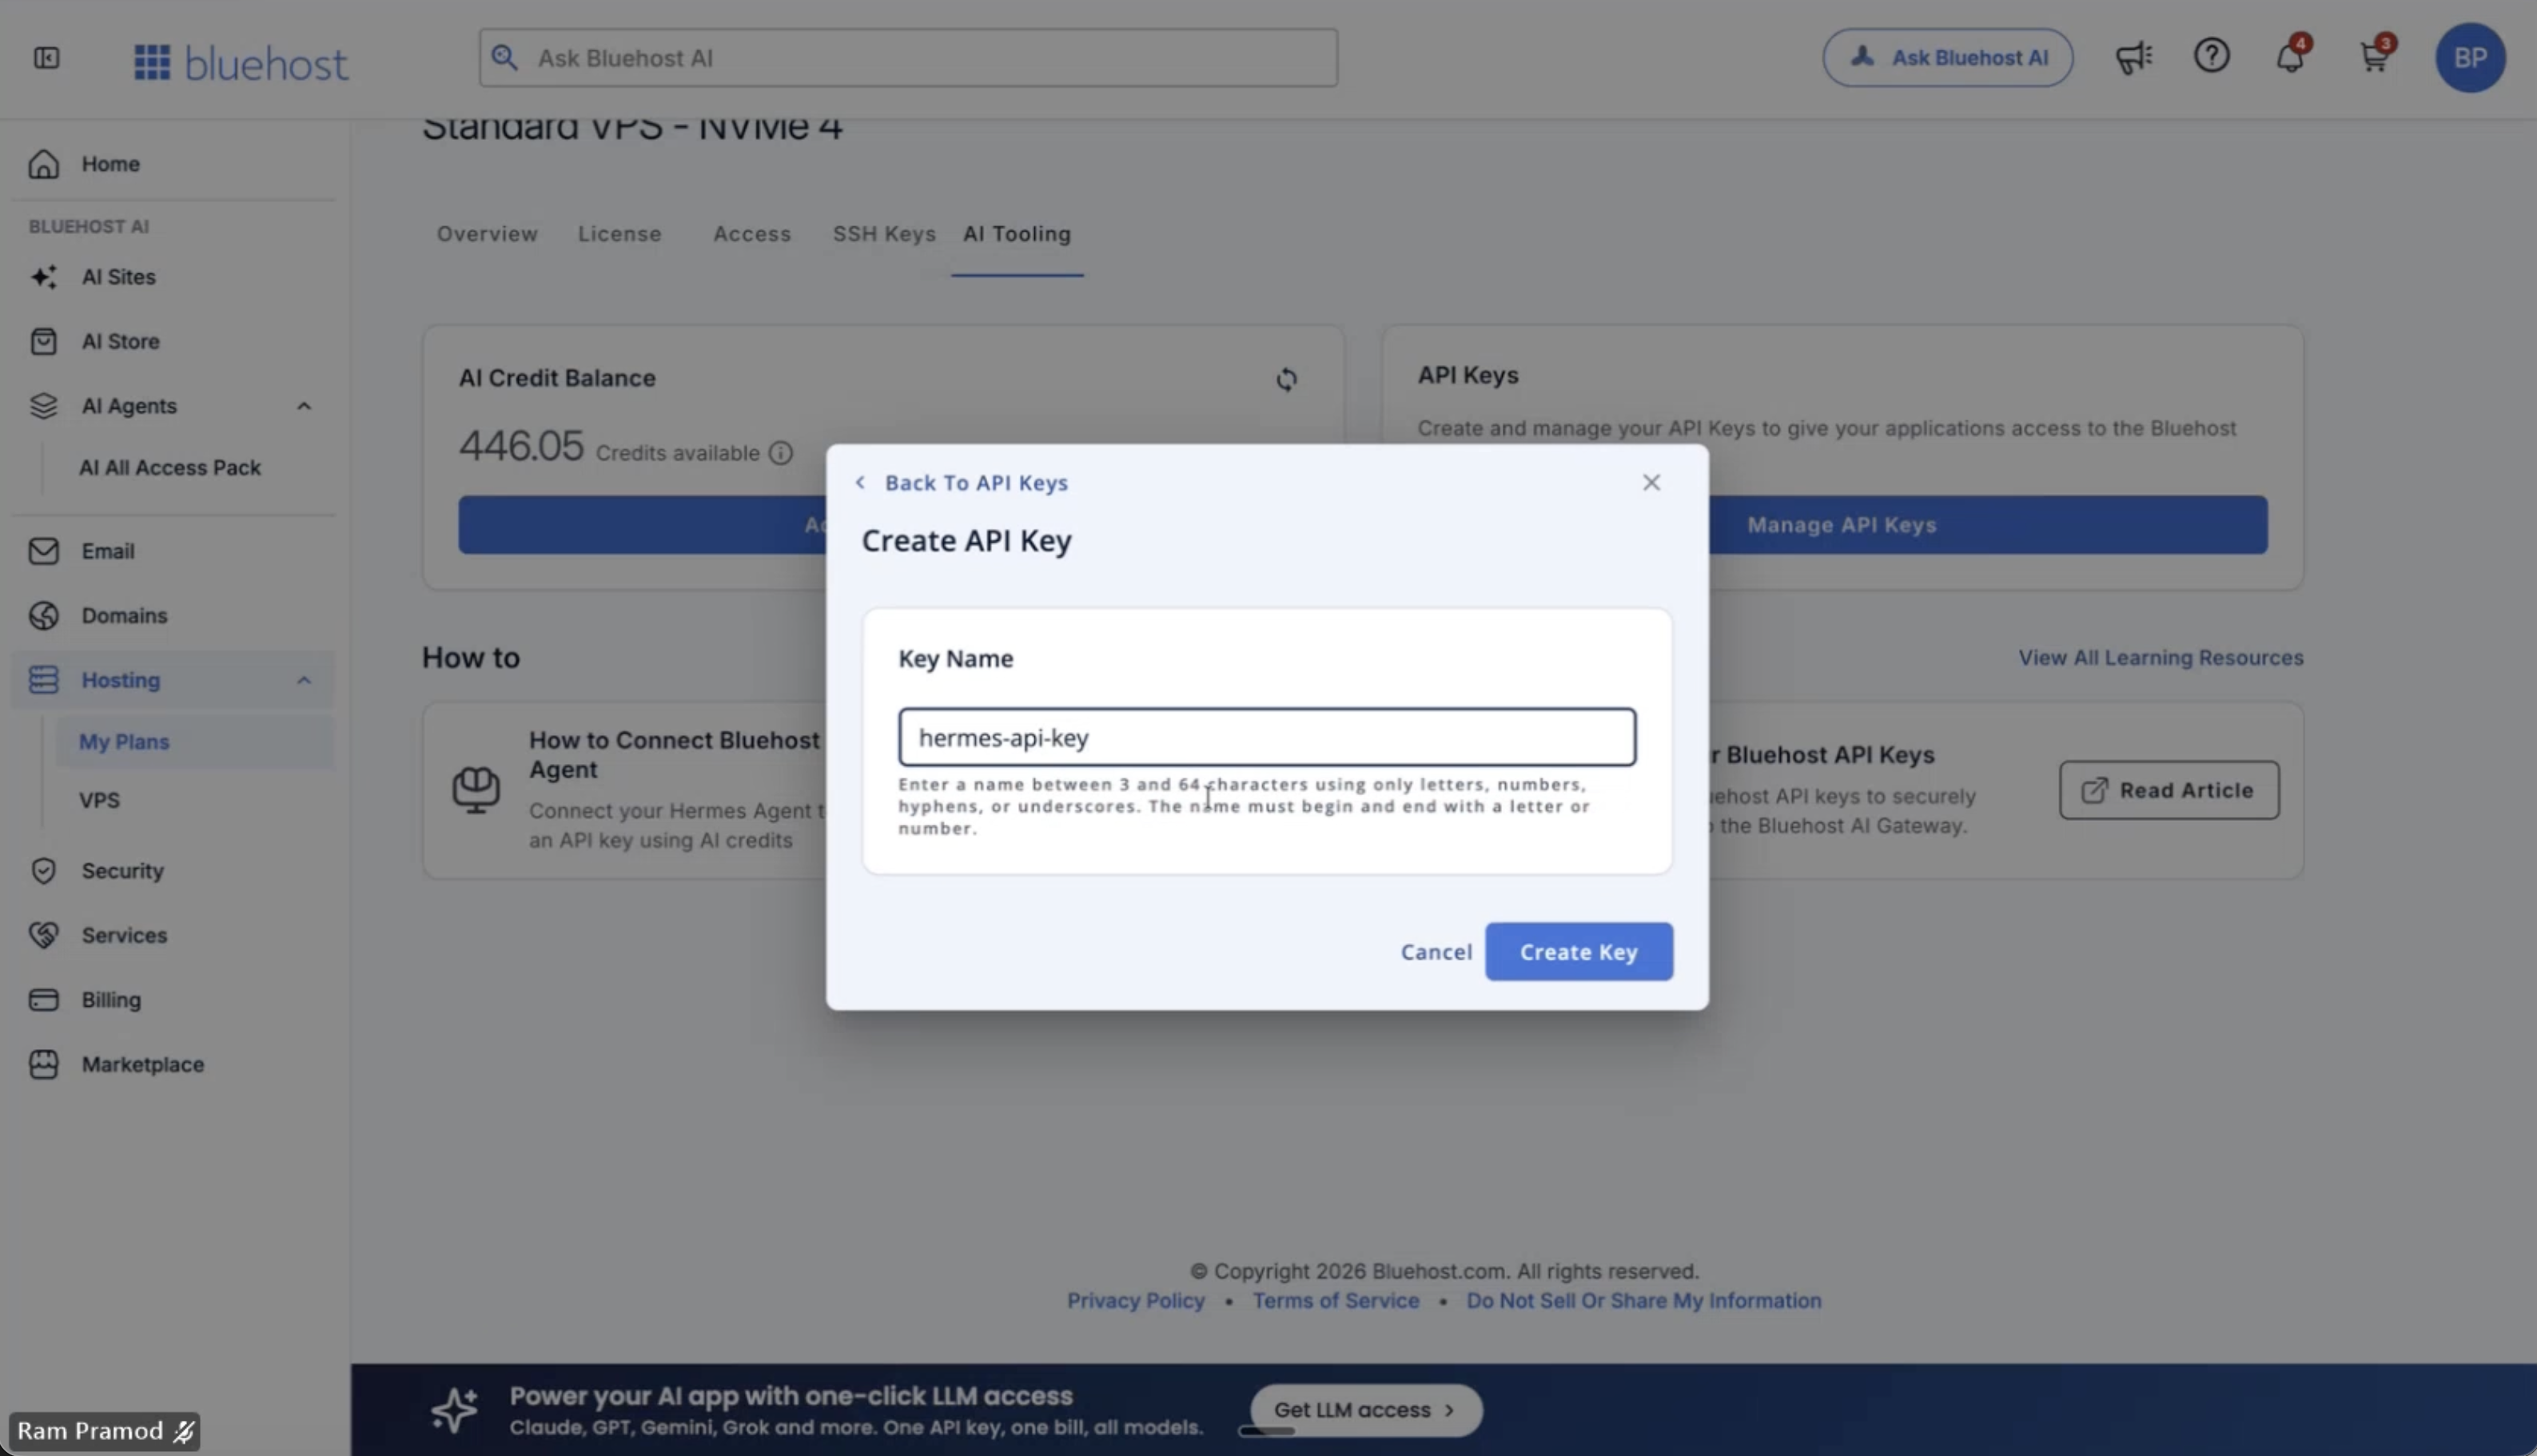 bluehost
Ask Bluehost AI
Ask Bluehost AI
4
3
BP
Standard VPS - NVMe 4
Home
BLUEHOST AI
AI Sites
AI Store
AI Agents
AI All Access Pack
Email
Domains
Hosting
My Plans
VPS
Security
Services
Billing
Marketplace
Overview
License
Access
SSH Keys
AI Tooling
AI Credit Balance
446.05 Credits available
API Keys
Create and manage your API Keys to give your applications access to the Bluehost
Manage API Keys
Back To API Keys
Create API Key
Key Name
hermes-api-key
Enter a name between 3 and 64 characters using only letters, numbers,
hyphens, or underscores. The name must begin and end with a letter or
number.
Cancel
Create Key
How to
View All Learning Resources
How to Connect Bluehost
Agent
Connect your Hermes Agent
an API key using AI credits
Bluehost API Keys
API keys to securely
the Bluehost AI Gateway.
Read Article
© Copyright 2026 Bluehost.com. All rights reserved.
Privacy Policy • Terms of Service • Do Not Sell Or Share My Information
Power your AI app with one-click LLM access
Claude, GPT, Gemini, Grok and more. One API key, one bill, all models.
Get LLM access
Ram Pramod